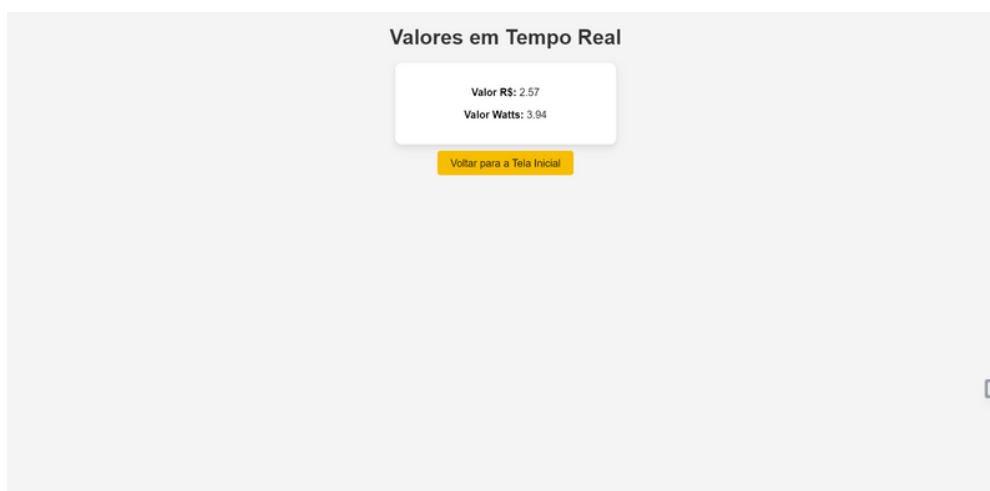 Valores em Tempo Real
Valor R$: 2.57
Valor Watts: 3.94
Voltar para a Tela Inicial